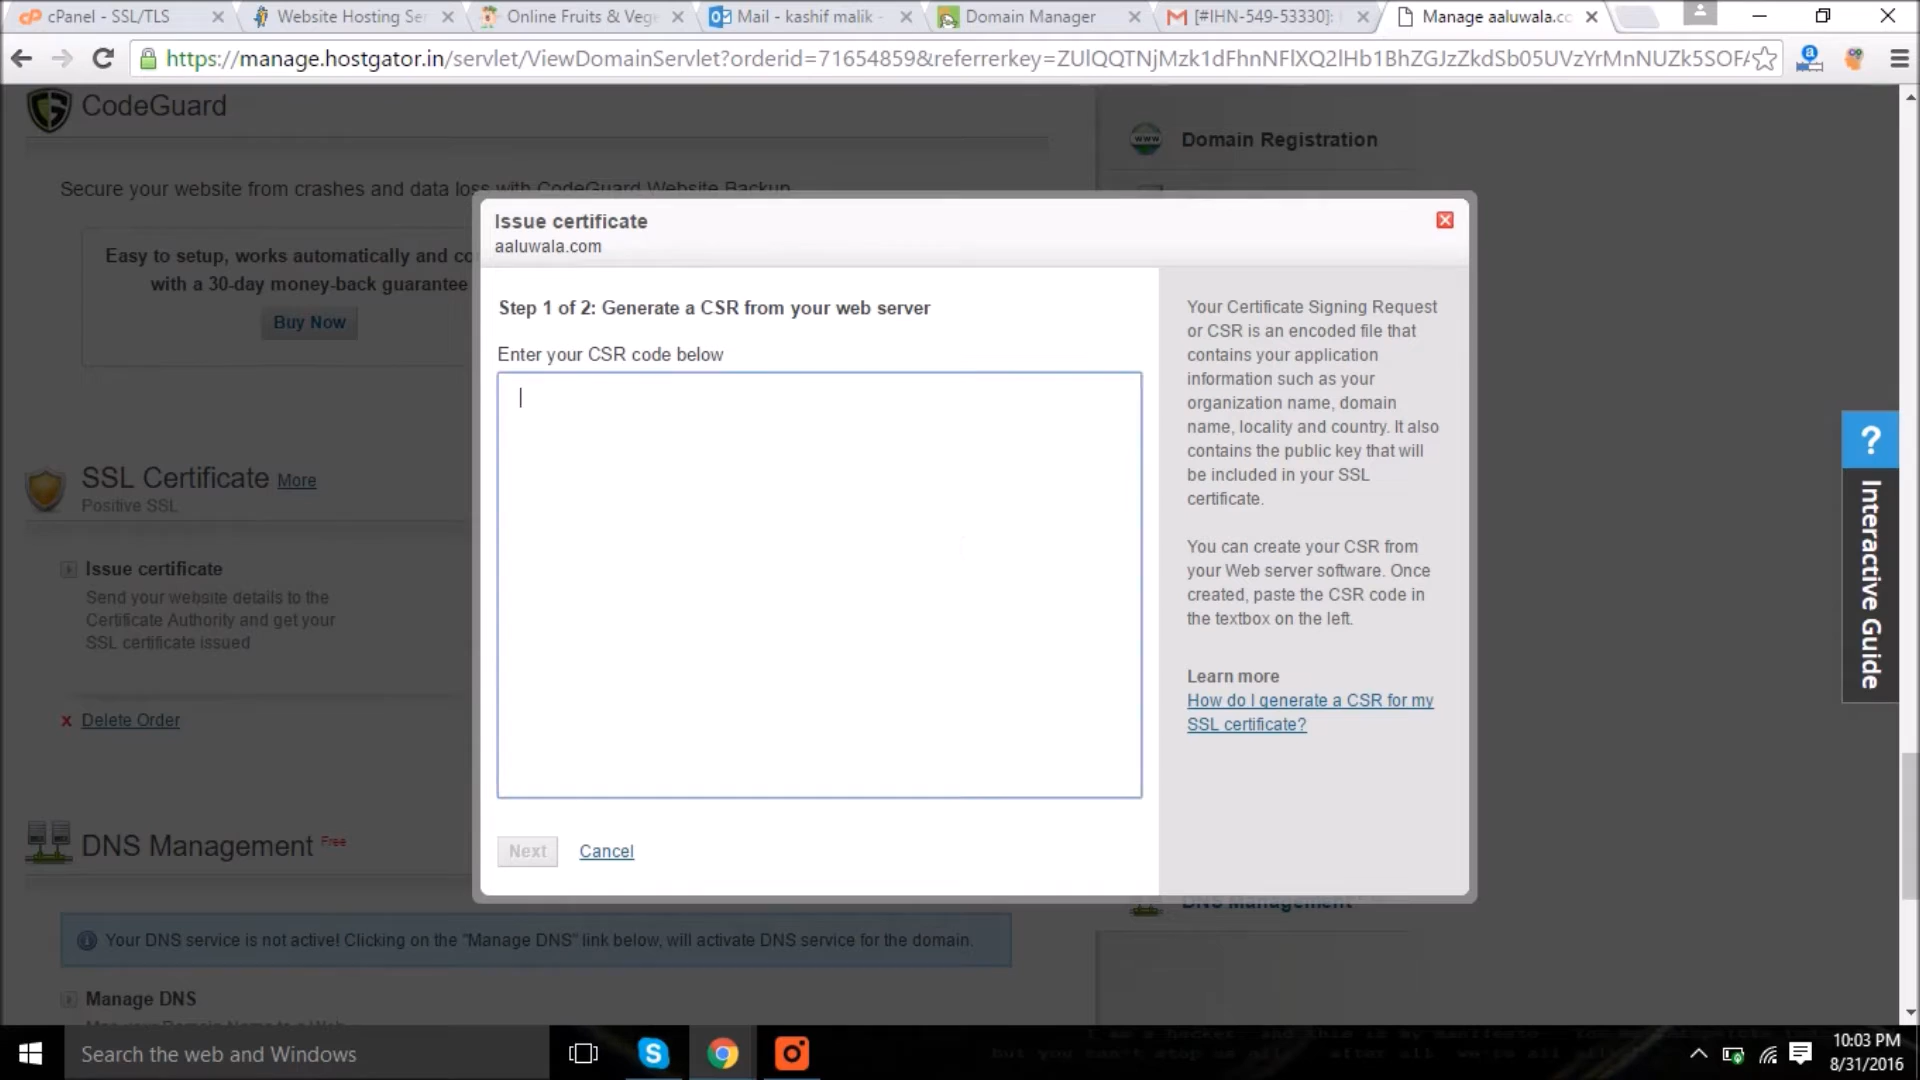 cPanel - SSL/TLS
Website Hosting Ser
Online Fruits & Vege
Mail - kashif malik -
Domain Manager
[#IHN-549-53330]:
Manage aaluwala.co
https://manage.hostgator.in/servlet/ViewDomainServlet?orderid=71654859&referrerkey=ZUlQQTNjMzk1dFhnNFlXQ2lHb1BhZGJzZkdSb05UVzYrMnNUZk5SOFA
CodeGuard
Secure your website from crashes and data loss with CodeGuard Website Backup
Easy to setup, works automatically and co
with a 30-day money-back guarantee
Buy Now
SSL Certificate More
Positive SSL
Issue certificate
Send your website details to the
Certificate Authority and get your
SSL certificate issued
x Delete Order
DNS Management Free
Your DNS service is not active! Clicking on the "Manage DNS" link below, will activate DNS service for the domain.
Manage DNS
Domain Registration
Issue certificate
aaluwala.com
Step 1 of 2: Generate a CSR from your web server
Enter your CSR code below
Next
Cancel
Your Certificate Signing Request
or CSR is an encoded file that
contains your application
information such as your
organization name, domain
name, locality and country. It also
contains the public key that will
be included in your SSL
certificate.
You can create your CSR from
your Web server software. Once
created, paste the CSR code in
the textbox on the left.
Learn more
How do I generate a CSR for my
SSL certificate?
DNS Management
?
Interactive Guide
Search the web and Windows
10:03 PM
8/31/2016